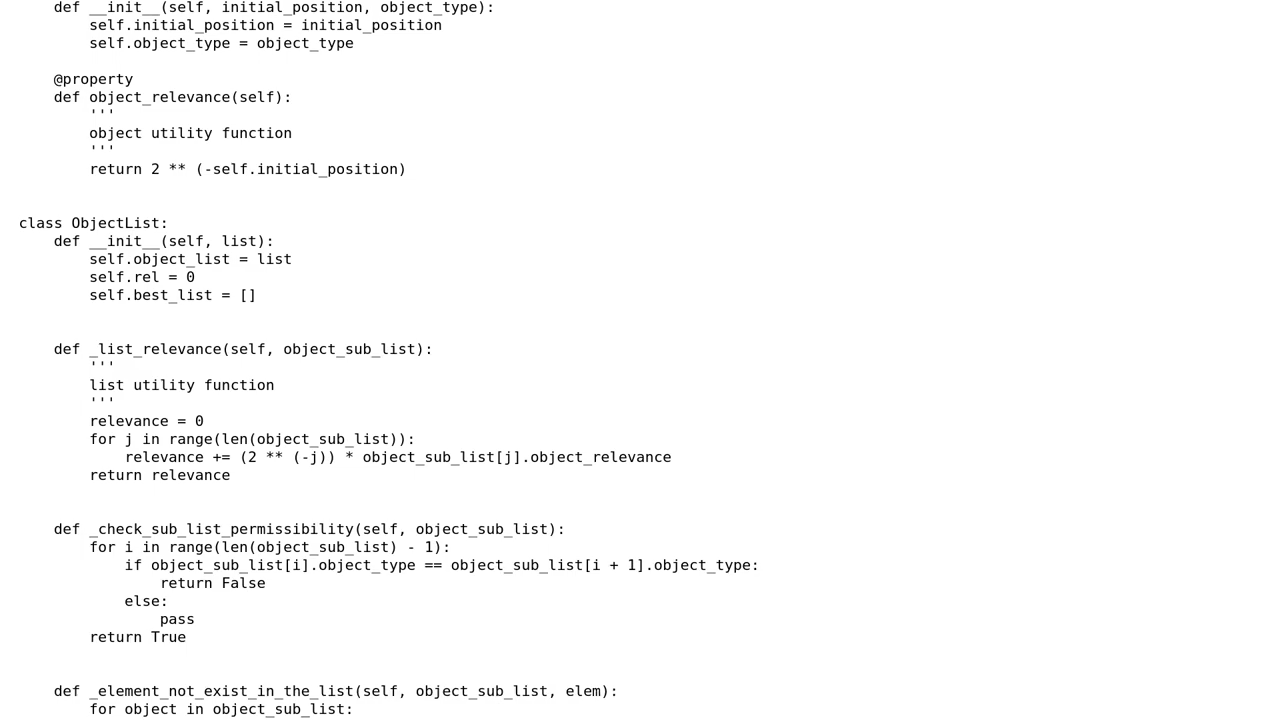 def __init__(self, initial_position, object_type):
        self.initial_position = initial_position
        self.object_type = object_type

    @property
    def object_relevance(self):
        '''
        object utility function
        '''
        return 2 ** (-self.initial_position)


class ObjectList:
    def __init__(self, list):
        self.object_list = list
        self.rel = 0
        self.best_list = []


    def _list_relevance(self, object_sub_list):
        '''
        list utility function
        '''
        relevance = 0
        for j in range(len(object_sub_list)):
            relevance += (2 ** (-j)) * object_sub_list[j].object_relevance
        return relevance


    def _check_sub_list_permissibility(self, object_sub_list):
        for i in range(len(object_sub_list) - 1):
            if object_sub_list[i].object_type == object_sub_list[i + 1].object_type:
                return False
            else:
                pass
        return True


    def _element_not_exist_in_the_list(self, object_sub_list, elem):
        for object in object_sub_list: